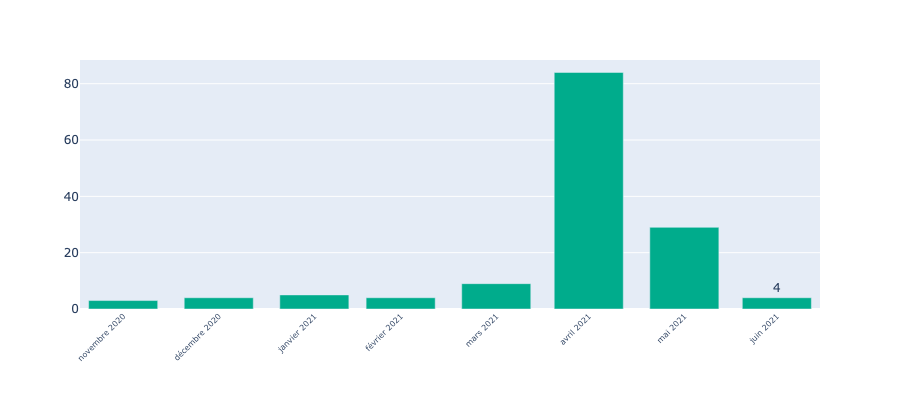 80
60
40
20
0
4
novembre 2020
décembre 2020
janvier 2021
février 2021
mars 2021
avril 2021
mai 2021
juin 2021